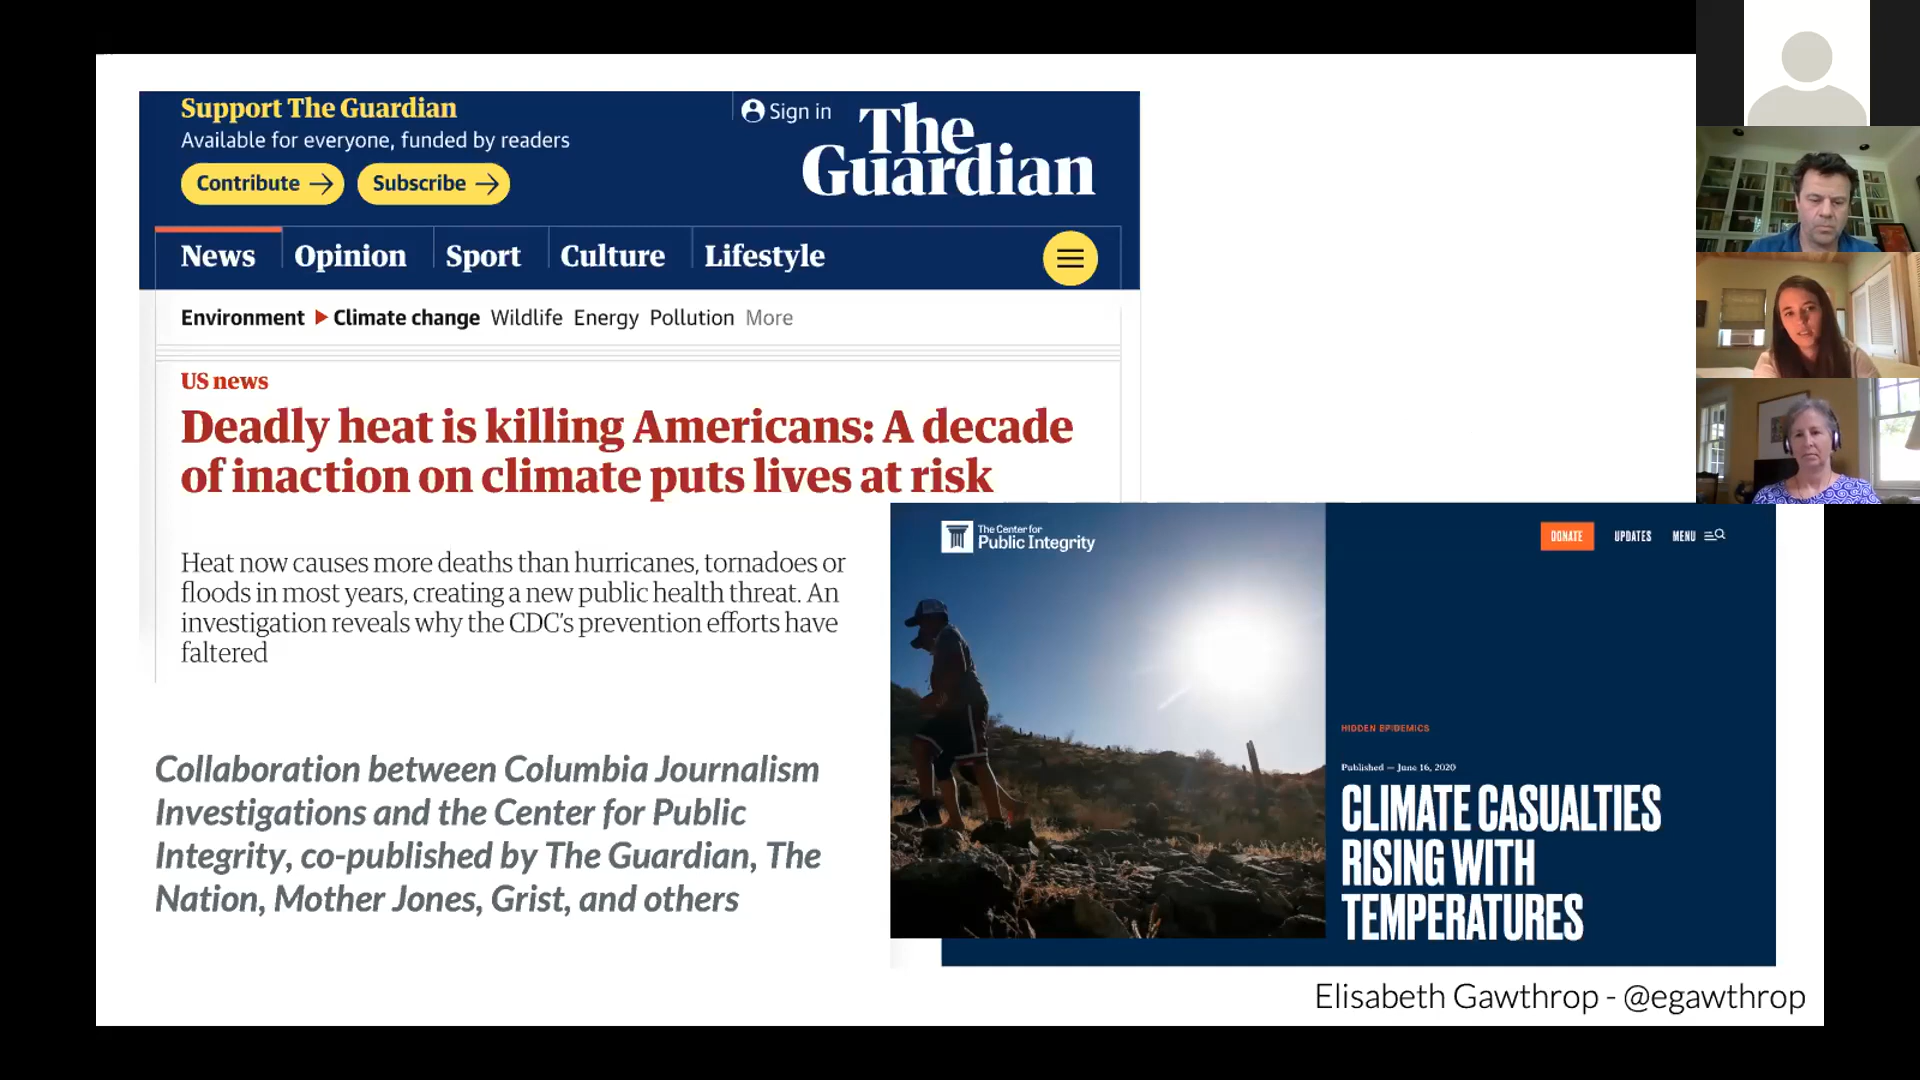 Support The Guardian
Available for everyone, funded by readers
Contribute
Subscribe
Sign in
The
Guardian
News
Opinion
Sport
Culture
Lifestyle
Environment
Climate change
Wildlife
Energy
Pollution
More
US news
Deadly heat is killing Americans: A decade
of inaction on climate puts lives at risk
Heat now causes more deaths than hurricanes, tornadoes or
floods in most years, creating a new public health threat. An
investigation reveals why the CDC's prevention efforts have
faltered
The Center for
Public Integrity
DONATE
UPDATES
MENU
HIDDEN EPIDEMICS
Published — June 16, 2020
CLIMATE CASUALTIES
RISING WITH
TEMPERATURES
Collaboration between Columbia Journalism
Investigations and the Center for Public
Integrity, co-published by The Guardian, The
Nation, Mother Jones, Grist, and others
Elisabeth Gawthrop - @egawthrop